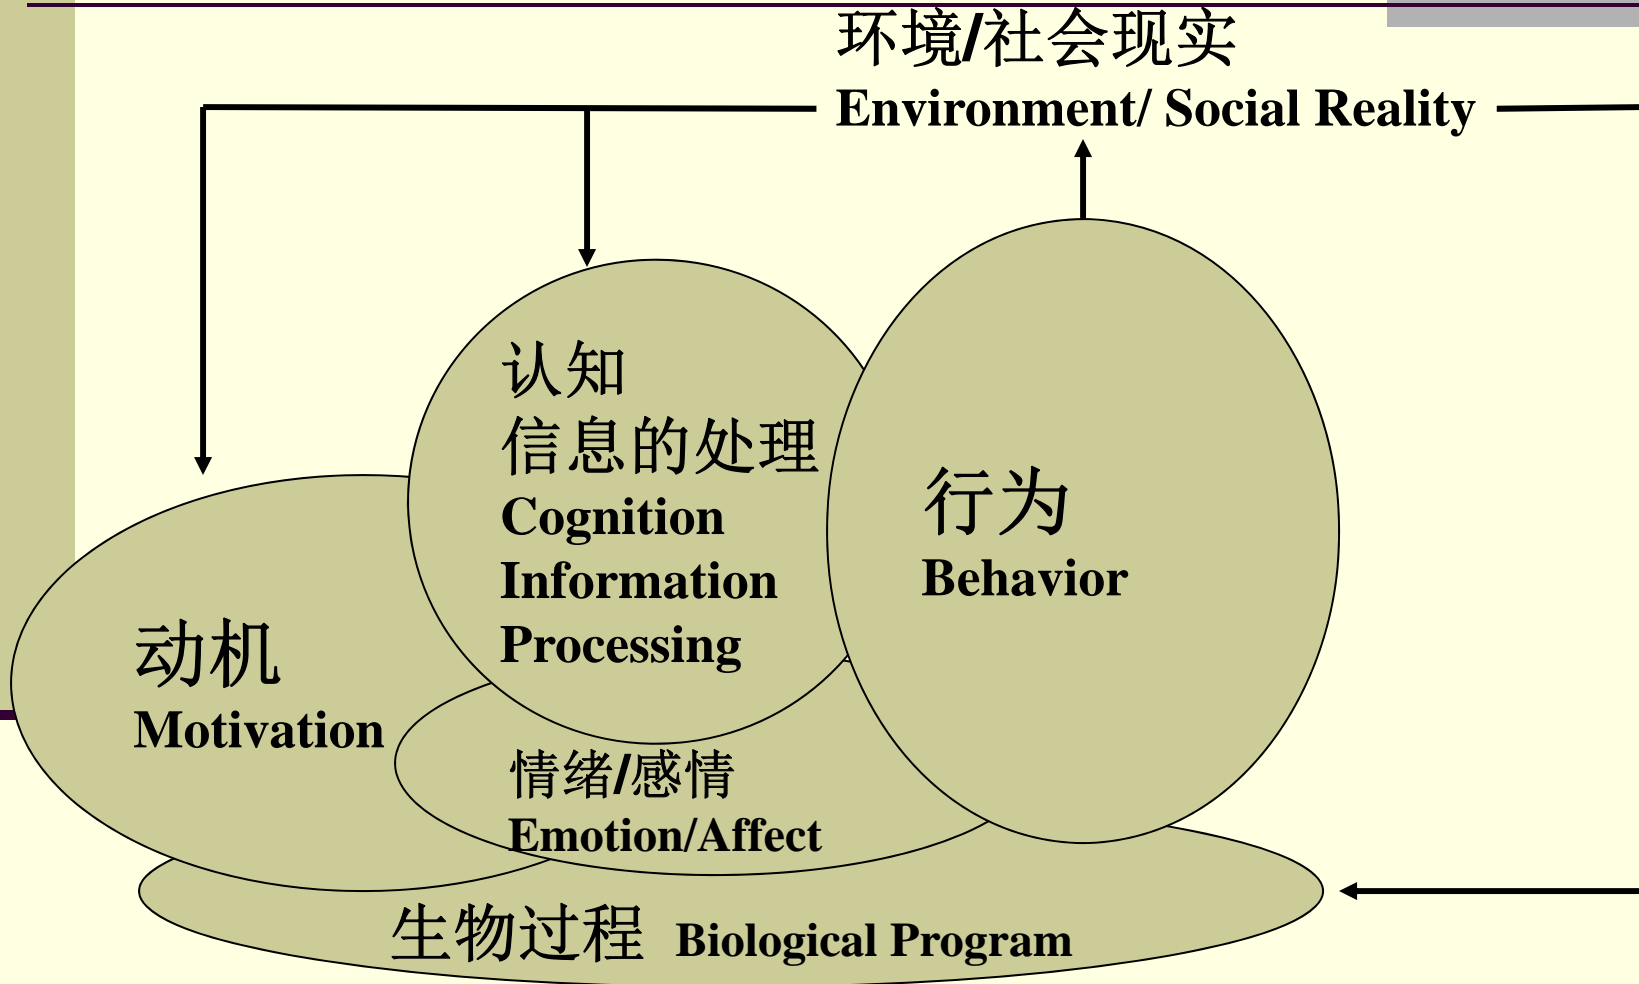 环境/社会现实
Environment/ Social Reality
认知
信息的处理
Cognition
Information
Processing
行为
Behavior
动机
Motivation
情绪/感情
Emotion/Affect
生物过程 Biological Program